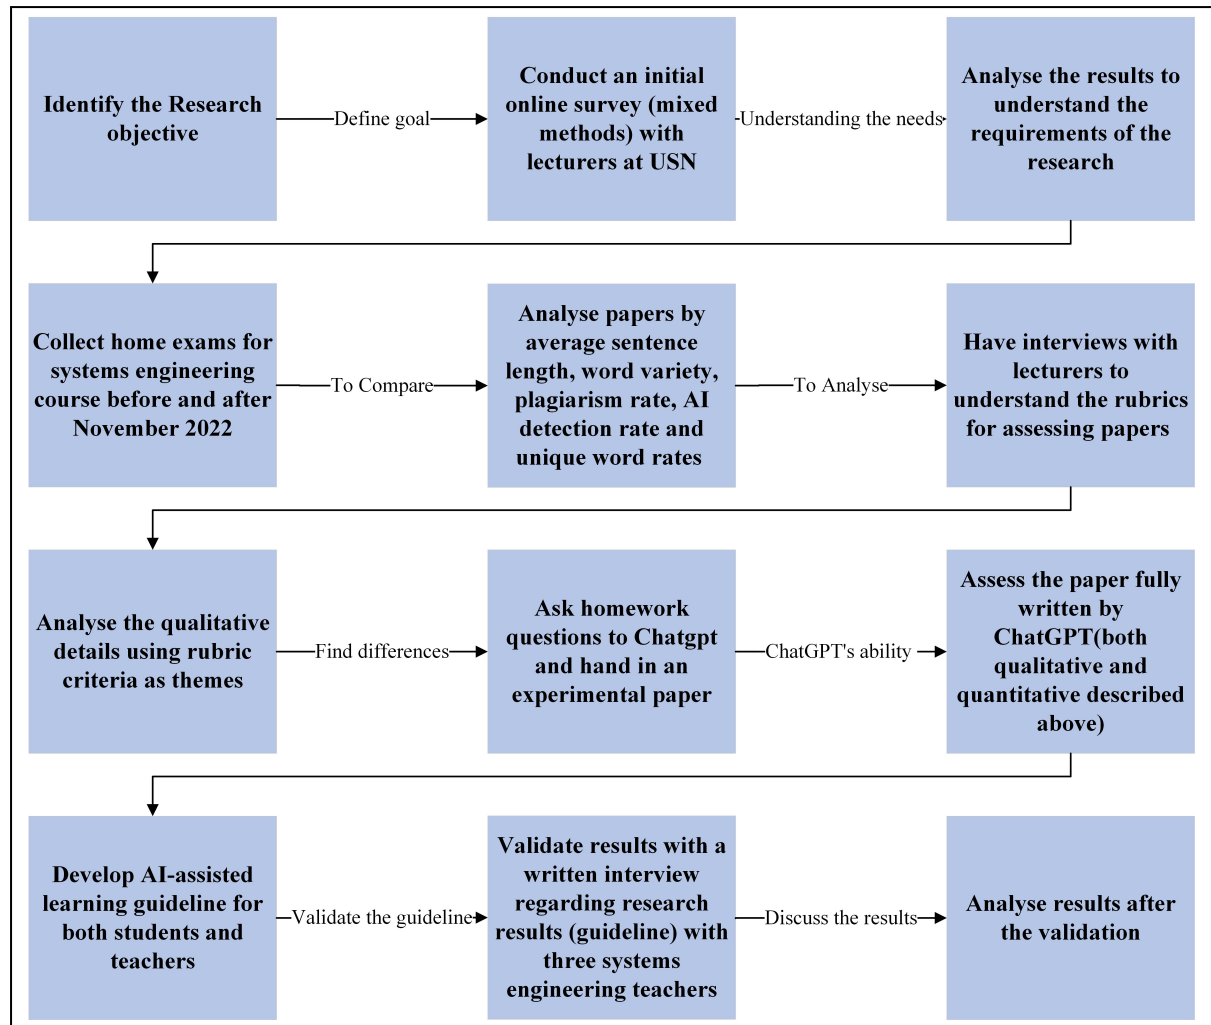 Identify the Research
objective
Define goal
Conduct an initial
online survey (mixed
methods) with
lecturers at USN
Understanding the needs
Analyse the results to
understand the
requirements of the
research
Collect home exams for
systems engineering
course before and after
November 2022
To Compare
Analyse papers by
average sentence
length, word variety,
plagiarism rate, AI
detection rate and
unique word rates
To Analyse
Have interviews with
lecturers to
understand the rubrics
for assessing papers
Analyse the qualitative
details using rubric
criteria as themes
Find differences
Ask homework
questions to Chatgpt
and hand in an
experimental paper
ChatGPT's ability
Assess the paper fully
written by
ChatGPT(both
qualitative and
quantitative described
above)
Develop AI-assisted
learning guideline for
both students and
teachers
Validate the guideline
Validate results with a
written interview
regarding research
results (guideline) with
three systems
engineering teachers
Discuss the results
Analyse results after
the validation